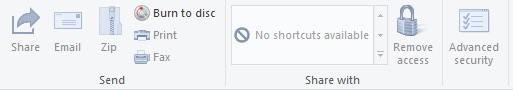 Share
Email
Zip
Burn to disc
Print
Fax
Send
No shortcuts available
Share with
Remove
access
Advanced
security